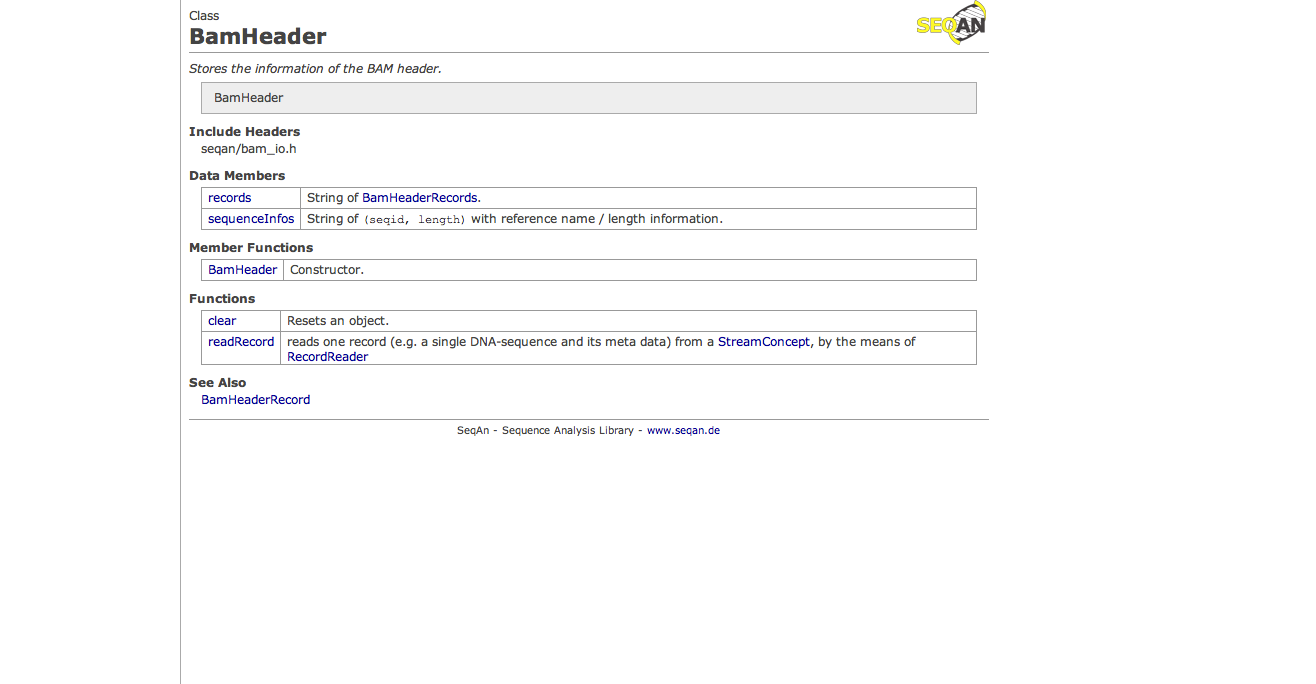 Class
SEQAN
BamHeader
Stores the information of the BAM header.
BamHeader
Include Headers
seqan/bam_io.h
Data Members
records String of BamHeaderRecords.
sequenceInfos String of (seqid, length) with reference name / length information.
Member Functions
BamHeader Constructor.
Functions
clear Resets an object.
readRecord reads one record (e.g. a single DNA-sequence and its meta data) from a StreamConcept, by the means of
RecordReader
See Also
BamHeaderRecord
SeqAn - Sequence Analysis Library - www.seqan.de